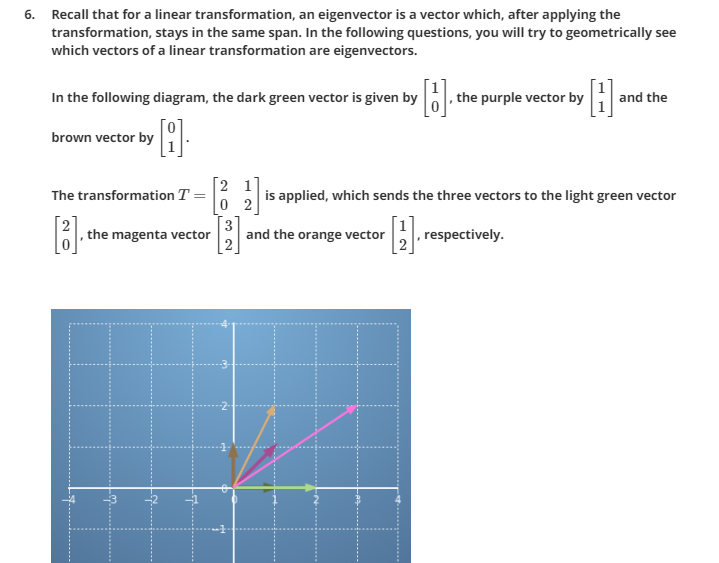 6. Recall that for a linear transformation, an eigenvector is a vector which, after applying the
transformation, stays in the same span. In the following questions, you will try to geometrically see
which vectors of a linear transformation are eigenvectors.
In the following diagram, the dark green vector is given by [1 0], the purple vector by [1 1] and the
brown vector by [0 1].
The transformation T = [2 1 0 2] is applied, which sends the three vectors to the light green vector
[2 0], the magenta vector [3 2] and the orange vector [1 2], respectively.
4
3
2
1
0
-4 -3 -2 -1 0 1 2 3 4
-1